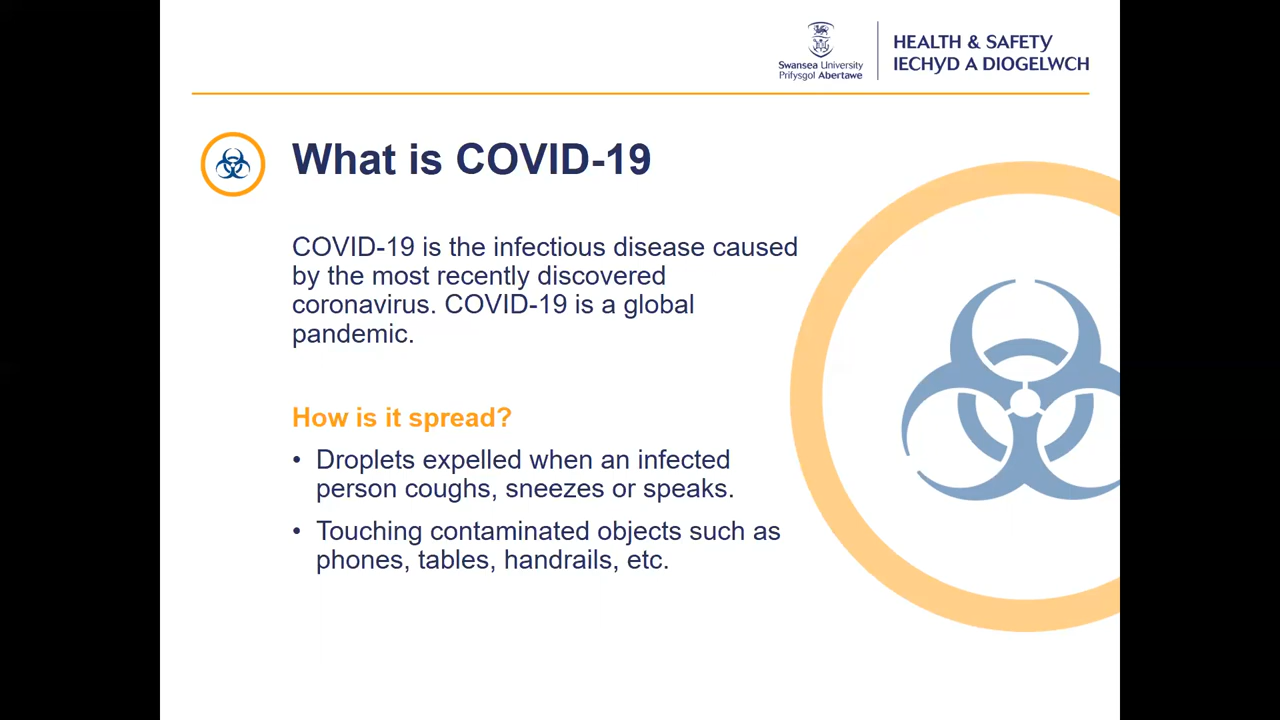 Swansea University
Prifysgol Abertawe
HEALTH & SAFETY
IECHYD A DIOGELWCH
What is COVID-19
COVID-19 is the infectious disease caused
by the most recently discovered
coronavirus. COVID-19 is a global
pandemic.
How is it spread?
• Droplets expelled when an infected
person coughs, sneezes or speaks.
• Touching contaminated objects such as
phones, tables, handrails, etc.